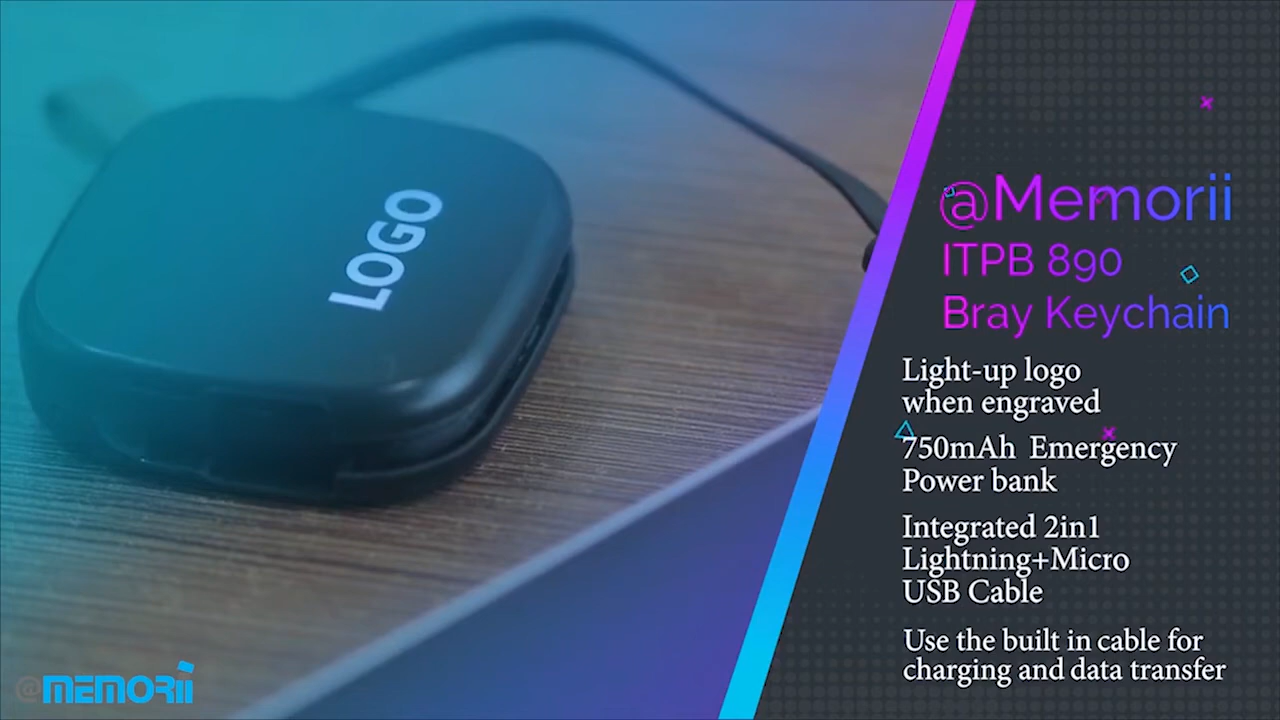 LOGO
@Memorii
ITPB 890
Bray Keychain
Light-up logo
when engraved
750mAh Emergency
Power bank
Integrated 2in1
Lightning+Micro
USB Cable
Use the built in cable for
charging and data transfer
@MEMORII